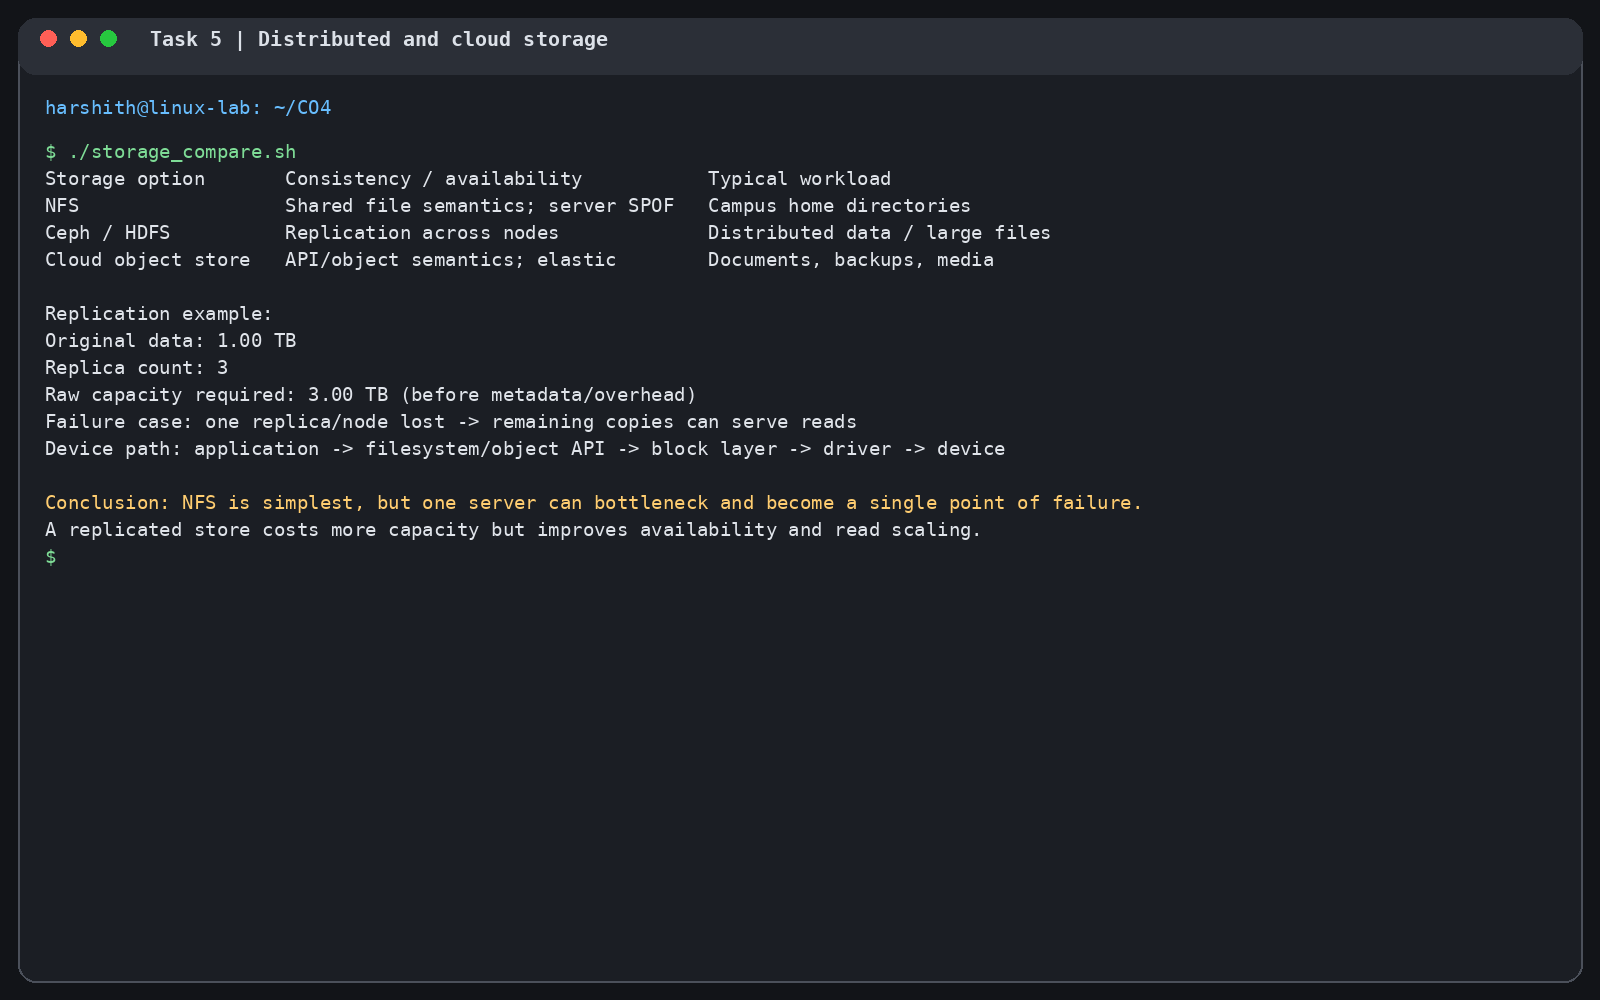 Task 5 | Distributed and cloud storage
harshith@linux-lab: ~/CO4
$ ./storage_compare.sh
Storage option       Consistency / availability           Typical workload
NFS                  Shared file semantics; server SPOF   Campus home directories
Ceph / HDFS          Replication across nodes             Distributed data / large files
Cloud object store   API/object semantics; elastic        Documents, backups, media
Replication example:
Original data: 1.00 TB
Replica count: 3
Raw capacity required: 3.00 TB (before metadata/overhead)
Failure case: one replica/node lost -> remaining copies can serve reads
Device path: application -> filesystem/object API -> block layer -> driver -> device
Conclusion: NFS is simplest, but one server can bottleneck and become a single point of failure.
A replicated store costs more capacity but improves availability and read scaling.
$